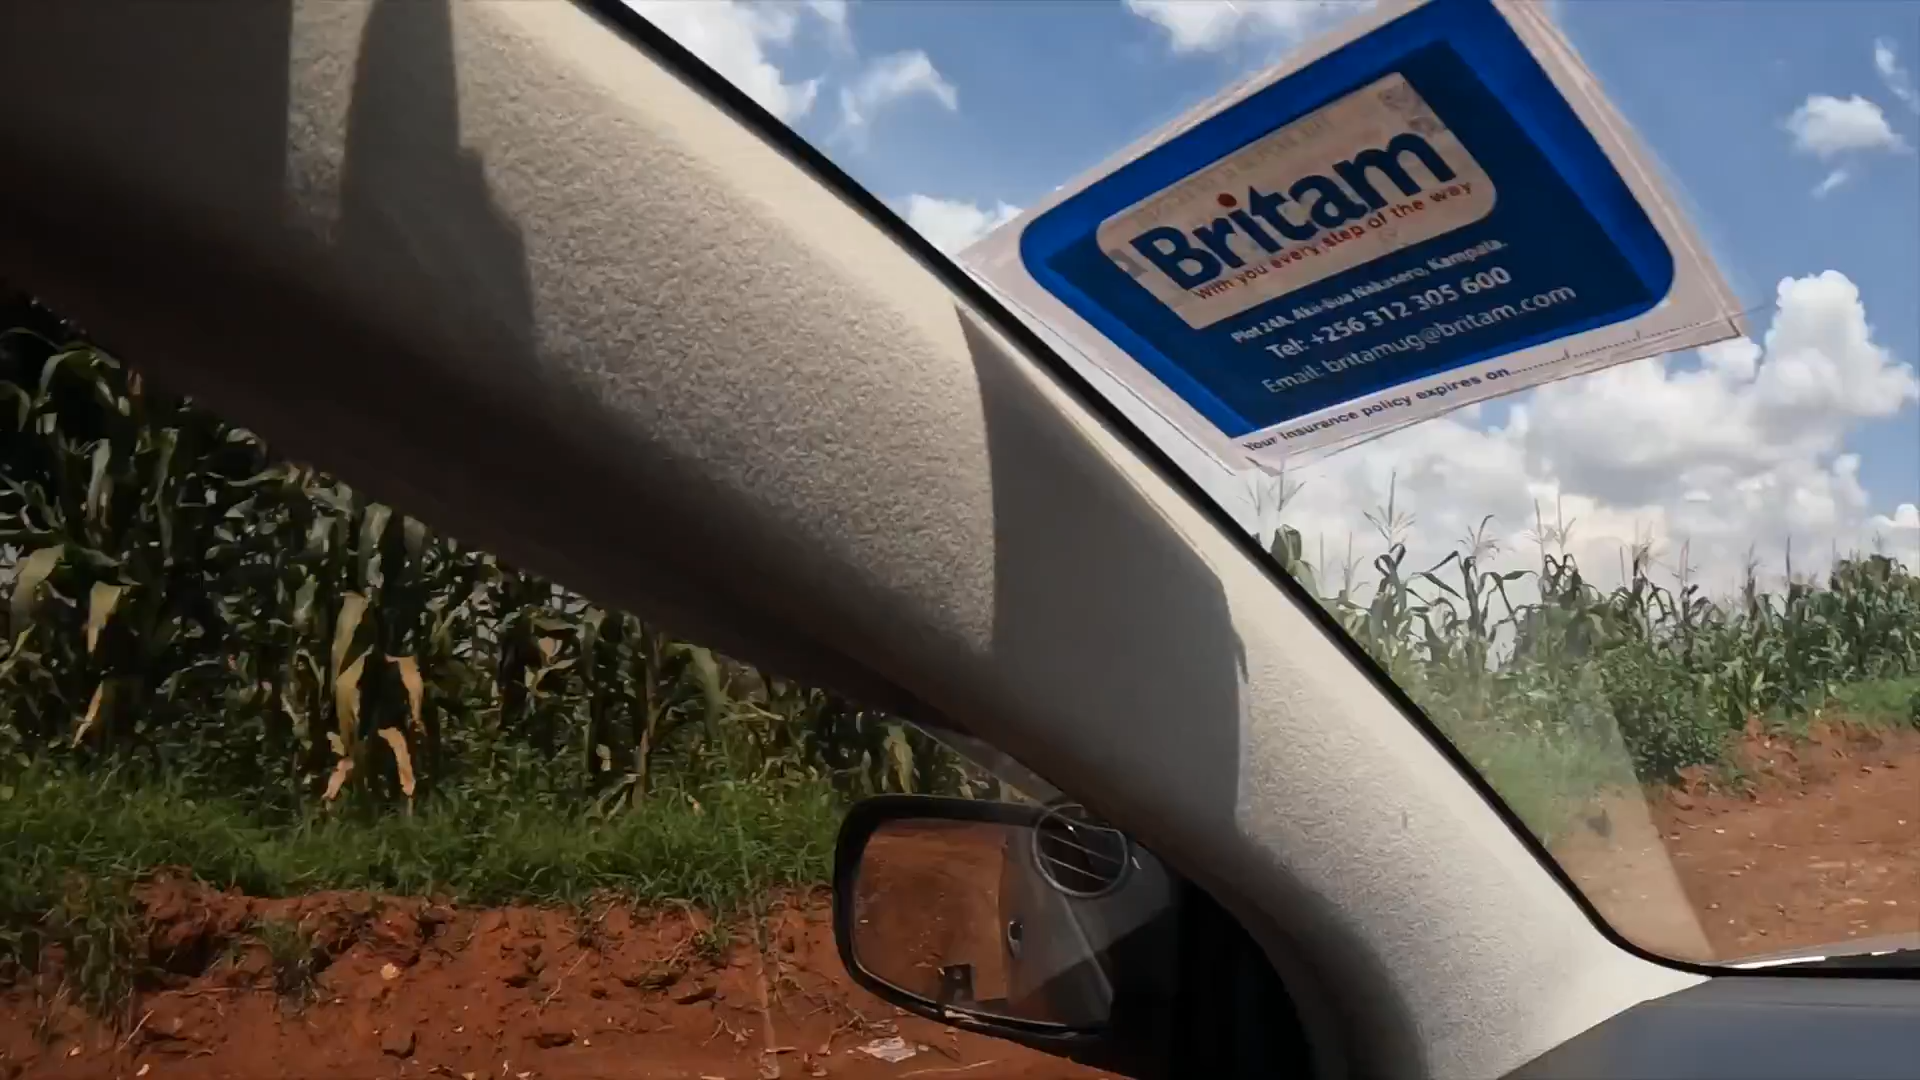 Britam
With you every step of the way
Plot 24A, Akii-Bua Nakasero, Kampala.
Tel: +256 312 305 600
Email: britamug@britam.com
Your insurance policy expires on..........................